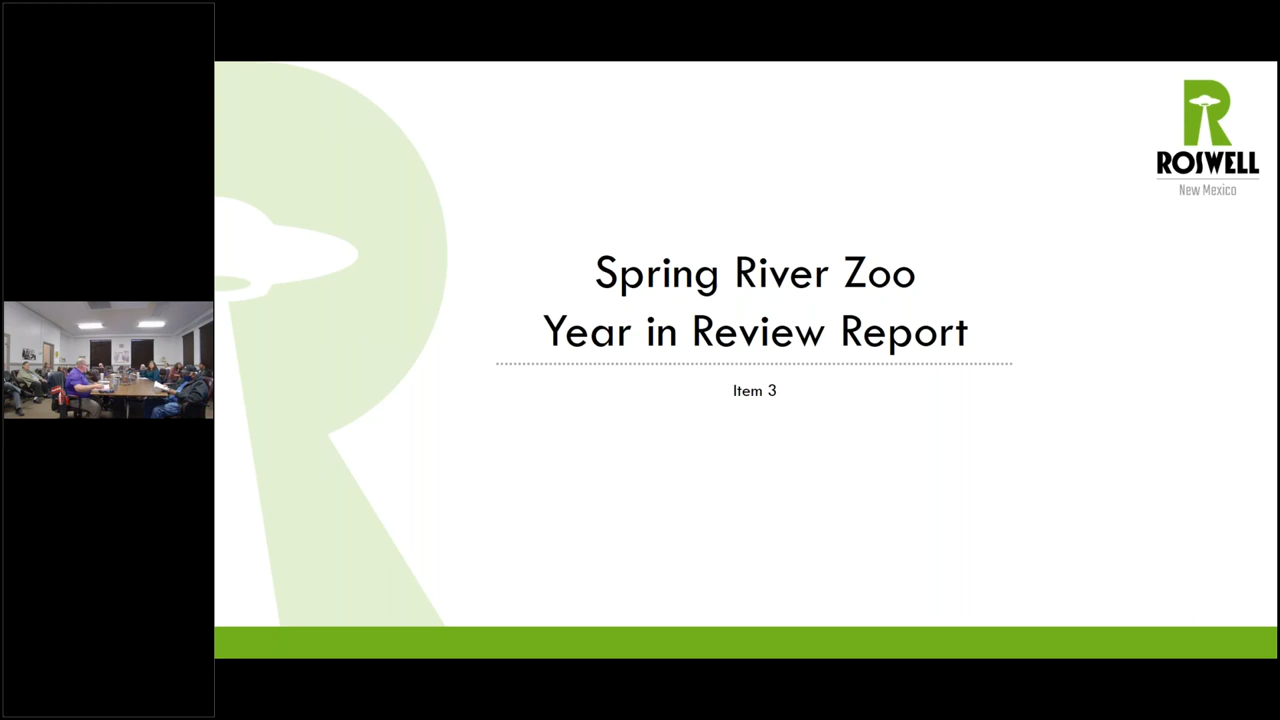 ROSWELL
New Mexico
Spring River Zoo
Year in Review Report
Item 3